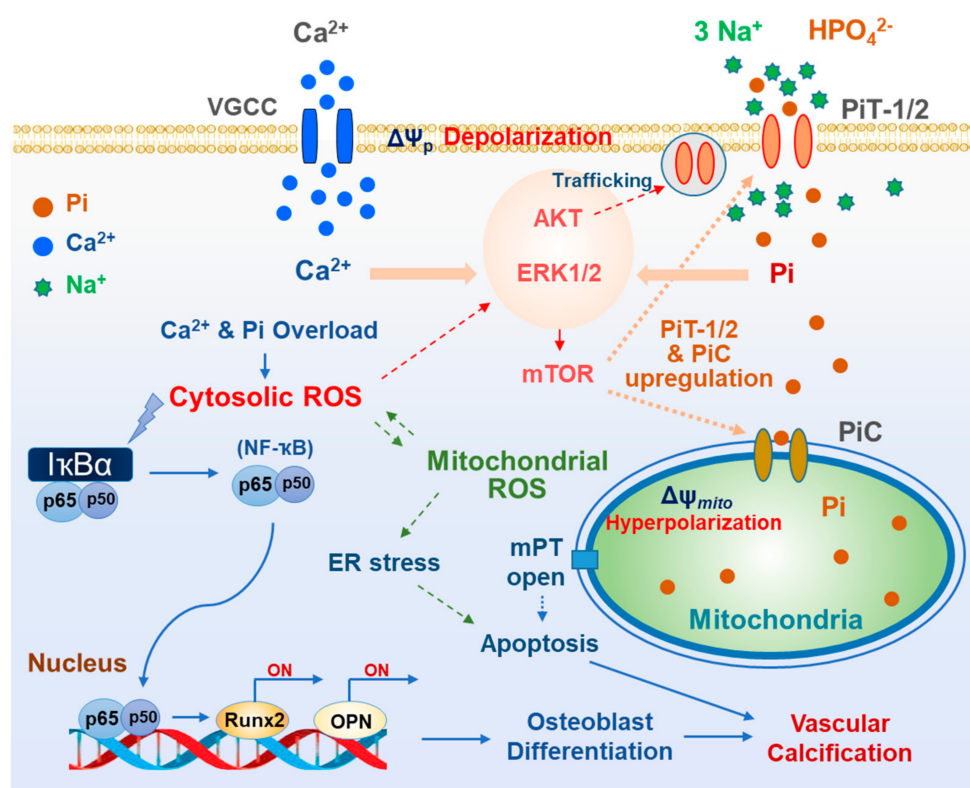 Ca²⁺
3 Na⁺
HPO₄²⁻
VGCC
PiT-1/2
ΔΨₚ Depolarization
Trafficking
Pi
Ca²⁺
Na⁺
AKT
ERK1/2
Ca²⁺
Pi
Ca²⁺ & Pi Overload
PiT-1/2
& PiC
upregulation
mTOR
Cytosolic ROS
PiC
(NF-κB)
IκBα
p65 p50
p65 p50
Mitochondrial
ROS
ΔΨmito
Hyperpolarization
Pi
mPT
open
ER stress
Mitochondria
Apoptosis
Nucleus
ON
ON
p65 p50
Runx2
OPN
Osteoblast
Differentiation
Vascular
Calcification